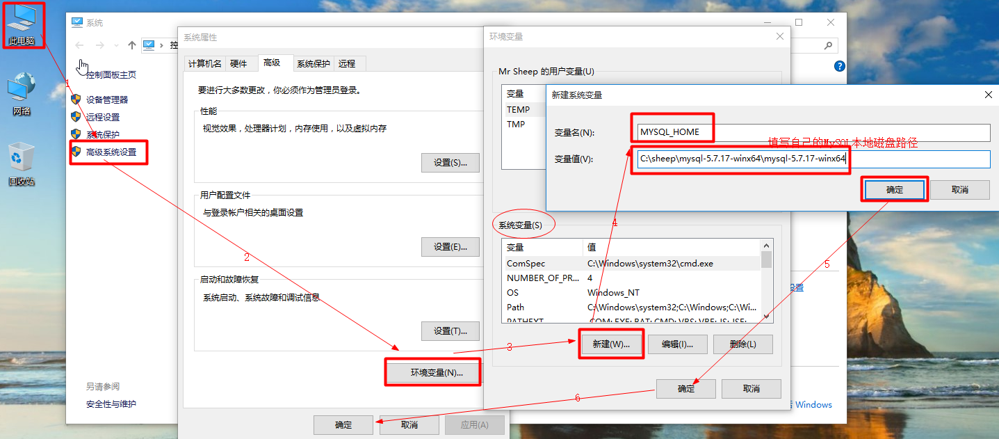 此电脑
网络
回收站
系统
控
控制面板主页
设备管理器
远程设置
系统保护
高级系统设置
另请参阅
安全性与维护
1
2
系统属性
计算机名 硬件 高级 系统保护 远程
要进行大多数更改，你必须作为管理员登录。
性能
视觉效果，处理器计划，内存使用，以及虚拟内存
设置(S)...
用户配置文件
与登录帐户相关的桌面设置
设置(E)...
启动和故障恢复
系统启动、系统故障和调试信息
设置(T)...
环境变量(N)...
确定 取消 应用(A)
3
环境变量
Mr Sheep 的用户变量(U)
变量
TEMP
TMP
系统变量(S)
4
变量 值
ComSpec C:\Windows\system32\cmd.exe
NUMBER_OF_PR... 4
OS Windows_NT
Path C:\Windows\system32;C:\Windows;C:\Wi...
PATHEXT .COM;.EXE;.BAT;.CMD;.VBS;.VBE;.JS;.JSE;
新建(W)... 编辑(I)... 删除(L)
确定 取消
5
6
新建系统变量
变量名(N): MYSQL_HOME
填写自己的MySQL本地磁盘路径
变量值(V): C:\sheep\mysql-5.7.17-winx64\mysql-5.7.17-winx64
确定 取消
?
设置
Windows